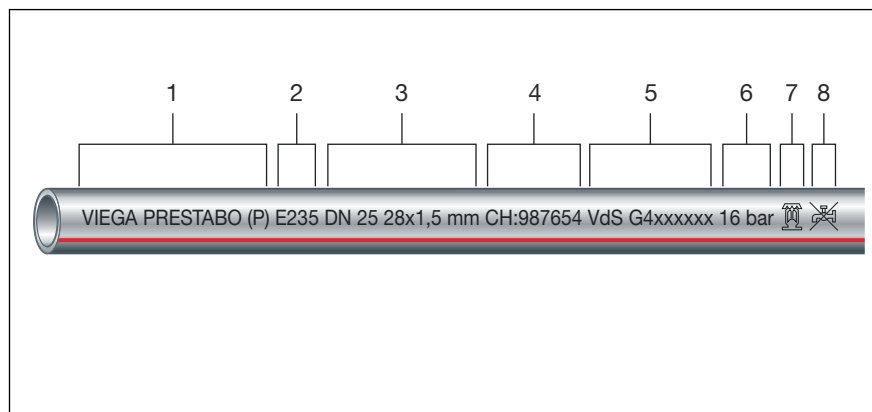 1 2 3 4 5 6 7 8
VIEGA PRESTABO (P) E235 DN 25 28x1,5 mm CH:987654 VdS G4xxxxxx 16 bar